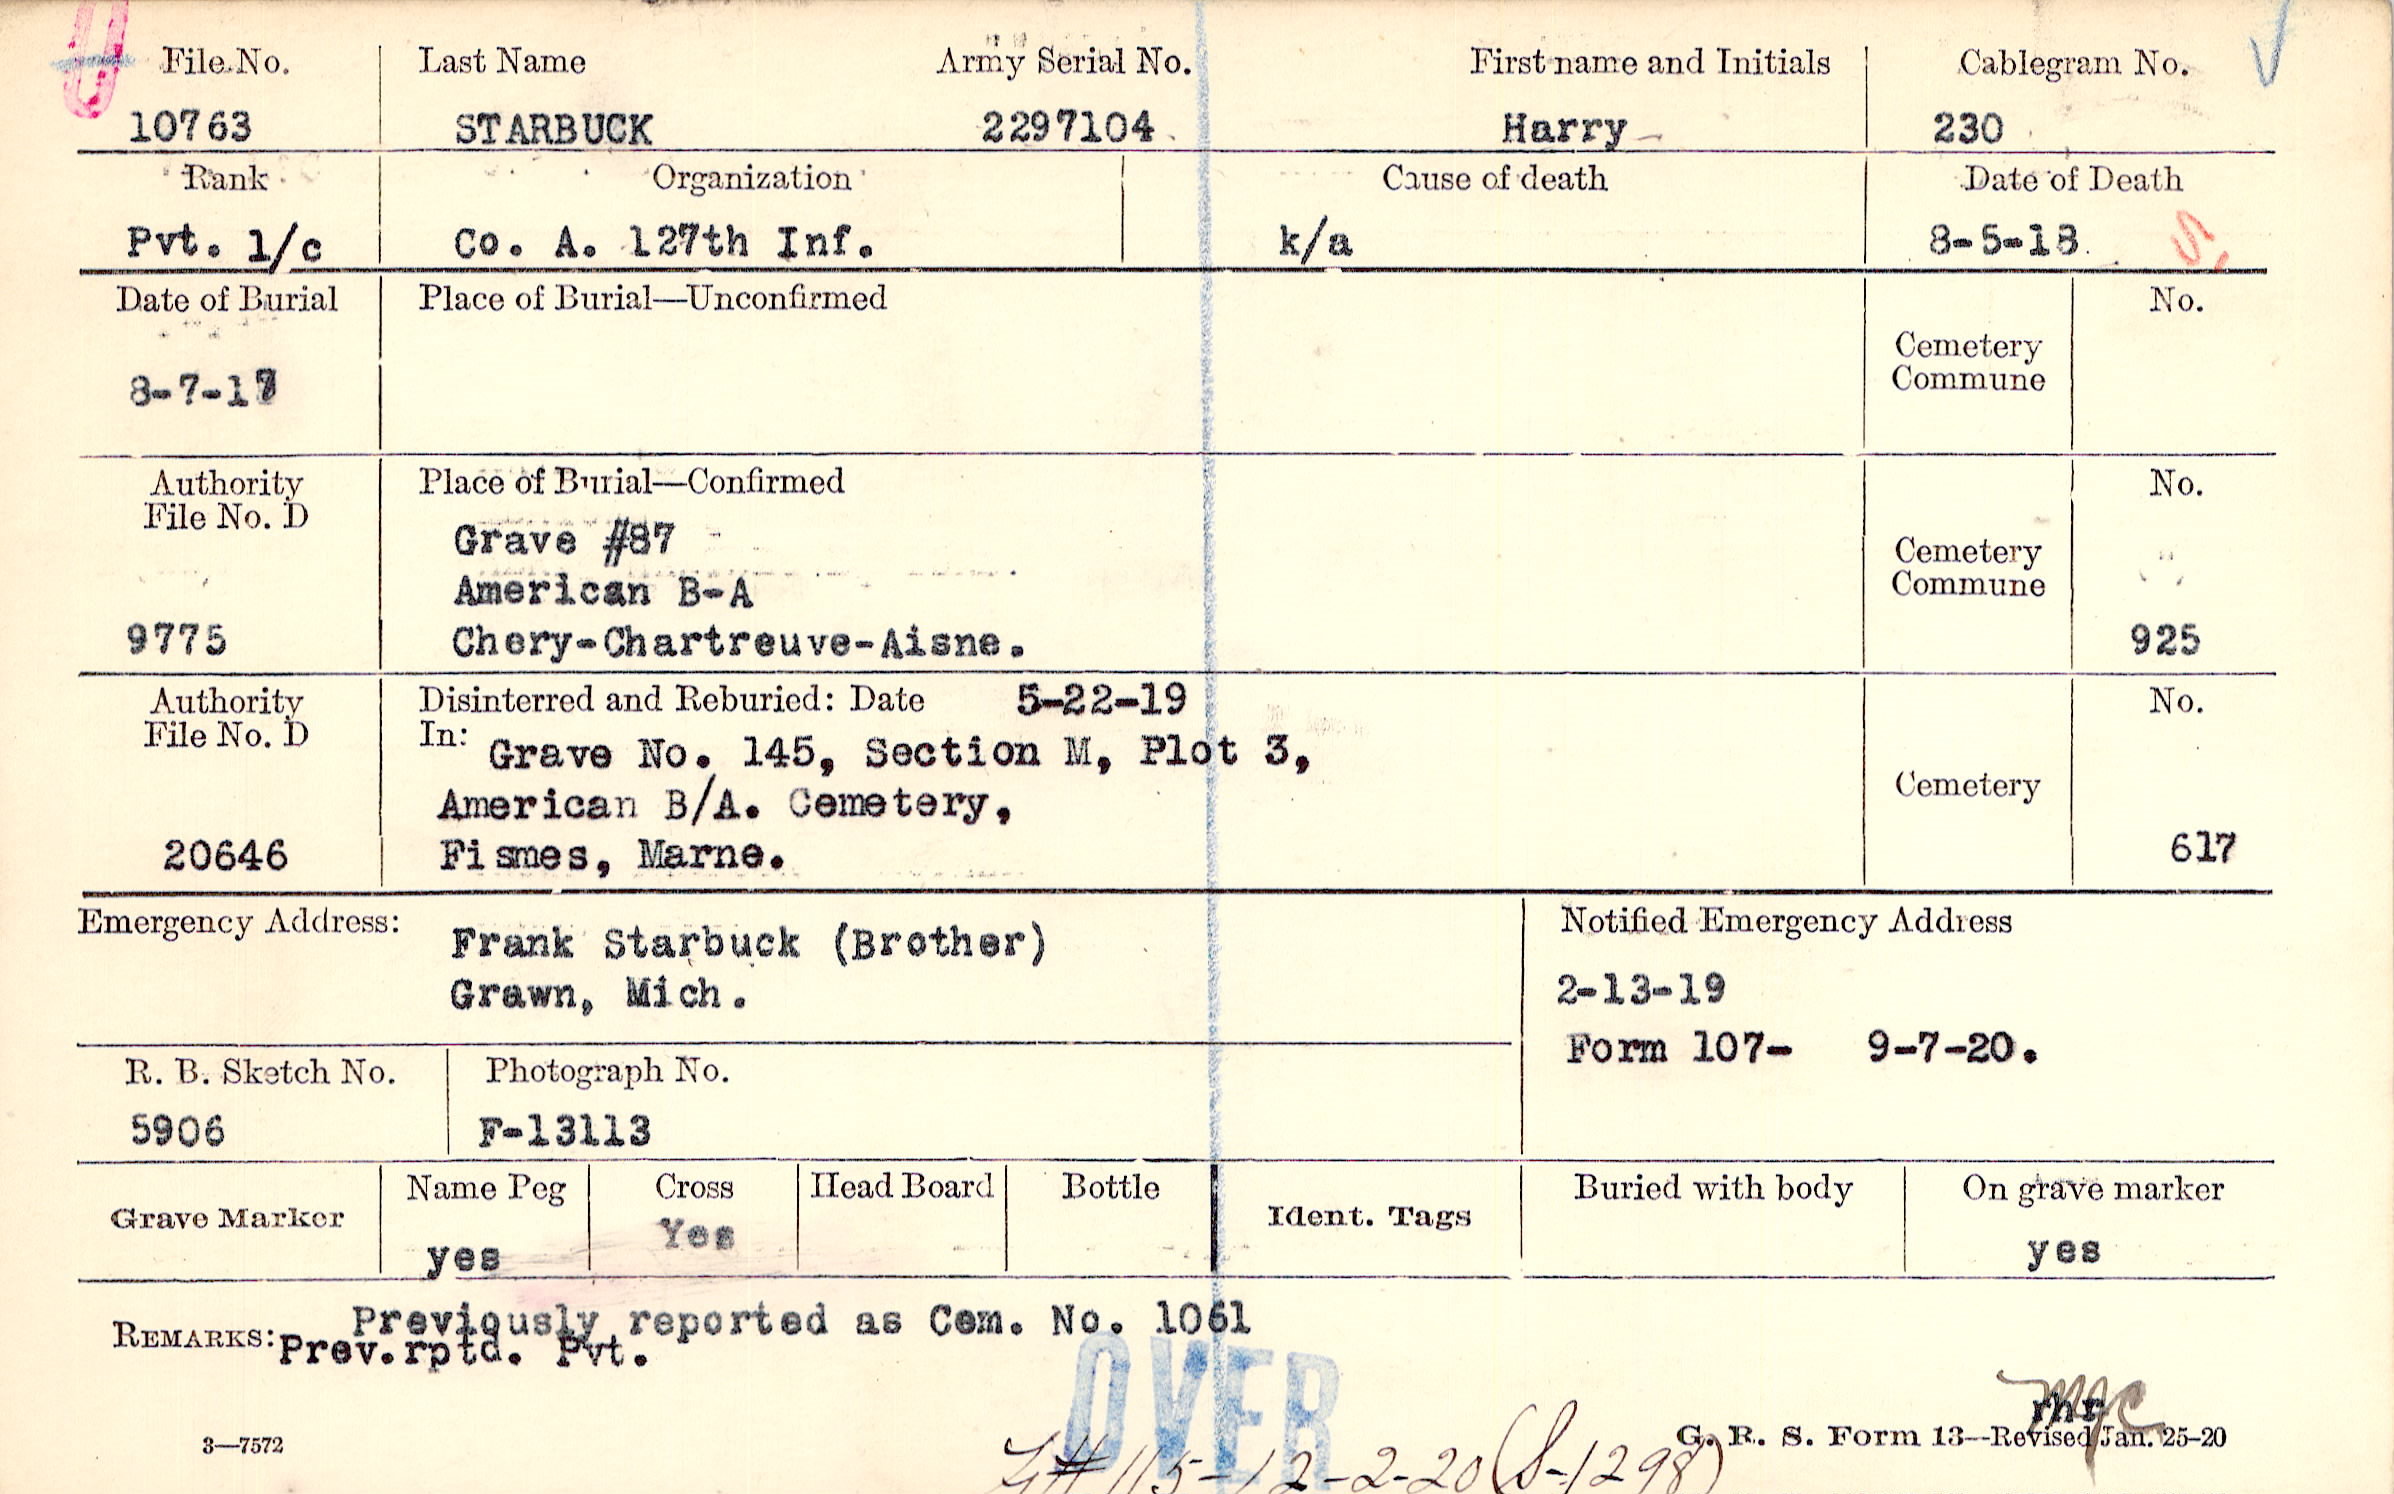 File No. Last Name Army Serial No. First name and Initials Cablegram No.
10763 STARBUCK 2297104 Harry 230
Rank Organization Cause of death Date of Death
Pvt. 1/c Co. A. 127th Inf. k/a 8-5-18 S.
Date of Burial Place of Burial—Unconfirmed No.
Cemetery
Commune
8-7-18
Authority Place of Burial—Confirmed No.
File No. D
Grave #87
Cemetery
American B-A Commune
9775 Chery-Chartreuve-Aisne. 925
Authority Disinterred and Reburied: Date 5-22-19 No.
File No. D In: Grave No. 145, Section M, Plot 3,
American B/A. Cemetery, Cemetery
20646 Fismes, Marne. 617
Emergency Address: Frank Starbuck (Brother) Notified Emergency Address
Grawn, Mich. 2-13-19
Form 107- 9-7-20.
R. B. Sketch No. Photograph No.
5906 F-13113
Grave Marker Name Peg Cross Head Board Bottle Ident. Tags Buried with body On grave marker
yes Yes yes
REMARKS: Previously reported as Cem. No. 1061
Prev.rptd. Pvt.
OVER
rhr
3—7572 G. R. S. Form 13—Revised Jan. 25-20
#115-12-2-20 (S-1298)